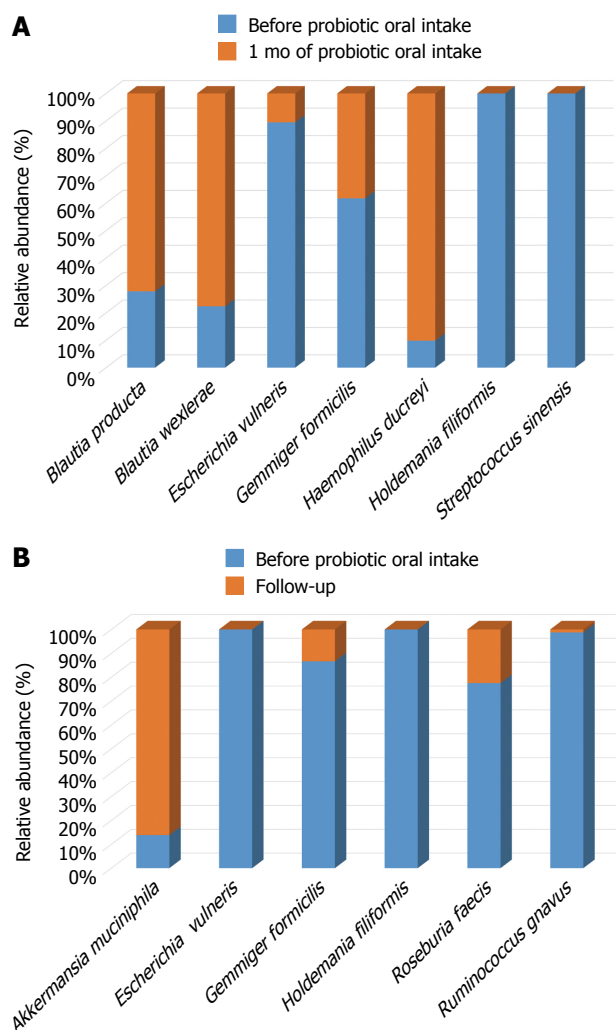 A
Before probiotic oral intake
1 mo of probiotic oral intake
Relative abundance (%)
100%
90%
80%
70%
60%
50%
40%
30%
20%
10%
0%
Blautia producta
Blautia wexlerae
Escherichia vulneris
Gemmiger formicilis
Haemophilus ducreyi
Holdemania filiformis
Streptococcus sinensis
B
Before probiotic oral intake
Follow-up
Relative abundance (%)
100%
90%
80%
70%
60%
50%
40%
30%
20%
10%
0%
Akkermansia muciniphila
Escherichia vulneris
Gemmiger formicilis
Holdemania filiformis
Roseburia faecis
Ruminococcus gnavus